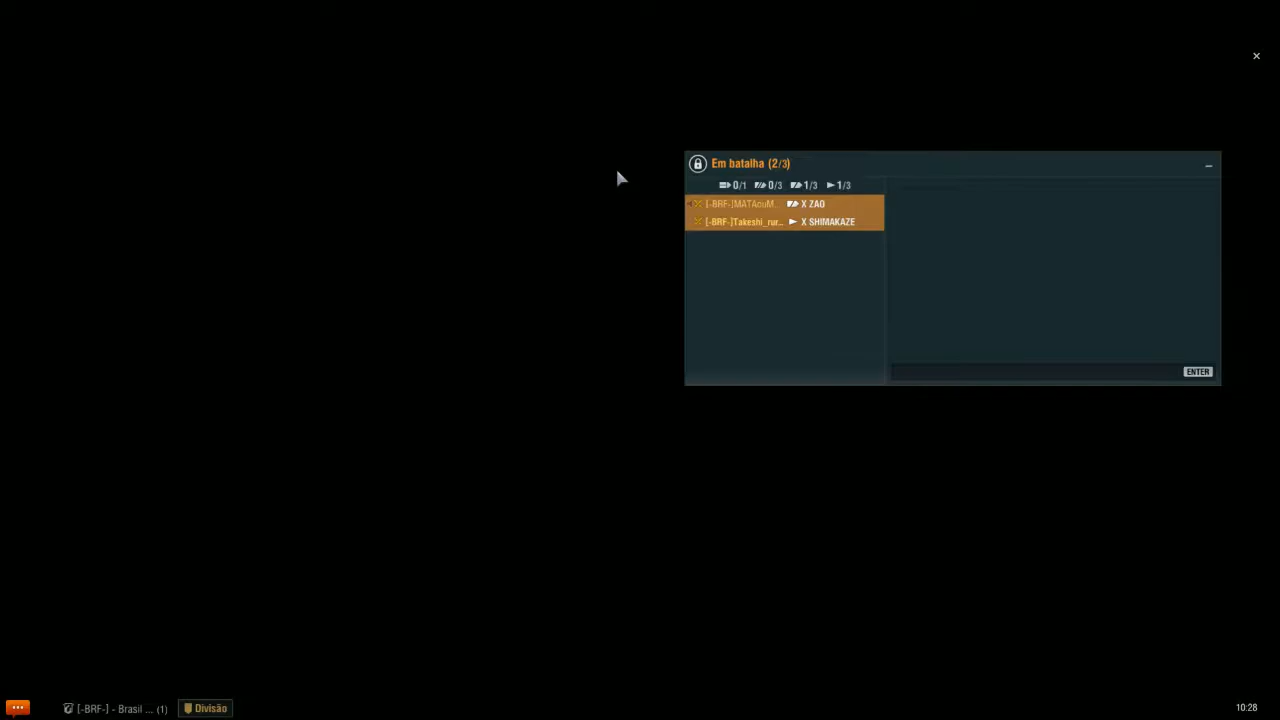 Em batalha (2/3)
0/1 0/3 1/3 1/3
[-BRF-]MATAouM... X ZAO
[-BRF-]Takeshi_rur... X SHIMAKAZE
ENTER
[-BRF-] - Brasil ... (1) Divisão
10:28